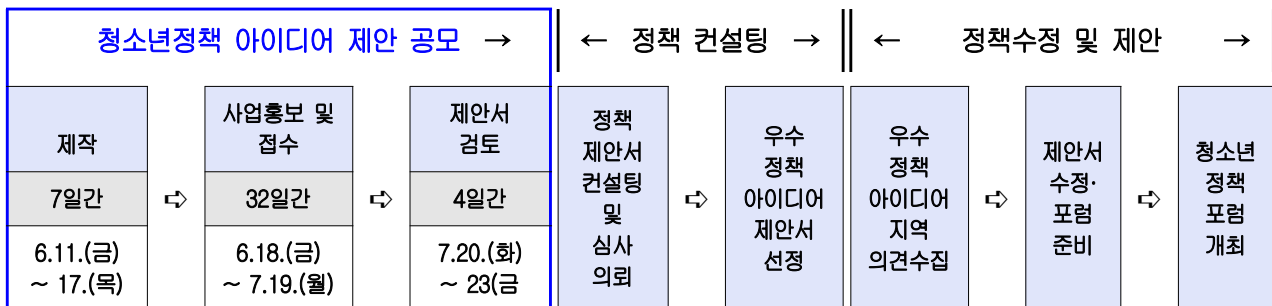 청소년정책 아이디어 제안 공모 →
← 정책 컨설팅 →
← 정책수정 및 제안 →
제작
7일간
6.11.(금)
~ 17.(목)
⇨
사업홍보 및
접수
32일간
6.18.(금)
~ 7.19.(월)
⇨
제안서
검토
4일간
7.20.(화)
~ 23(금
정책
제안서
컨설팅
및
심사
의뢰
⇨
우수
정책
아이디어
제안서
선정
우수
정책
아이디어
지역
의견수집
⇨
제안서
수정·
포럼
준비
⇨
청소년
정책
포럼
개최